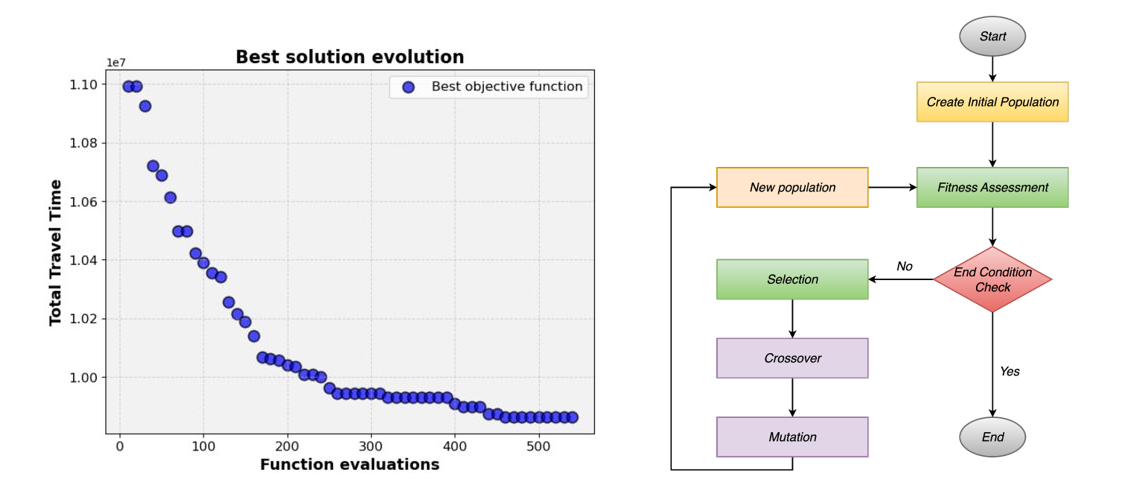 Best solution evolution
1e7
Best objective function
1.10
1.08
1.06
1.04
1.02
1.00
Total Travel Time
0 100 200 300 400 500
Function evaluations
Start
Create Initial Population
New population
Fitness Assessment
Selection
No
End Condition
Check
Crossover
Yes
Mutation
End